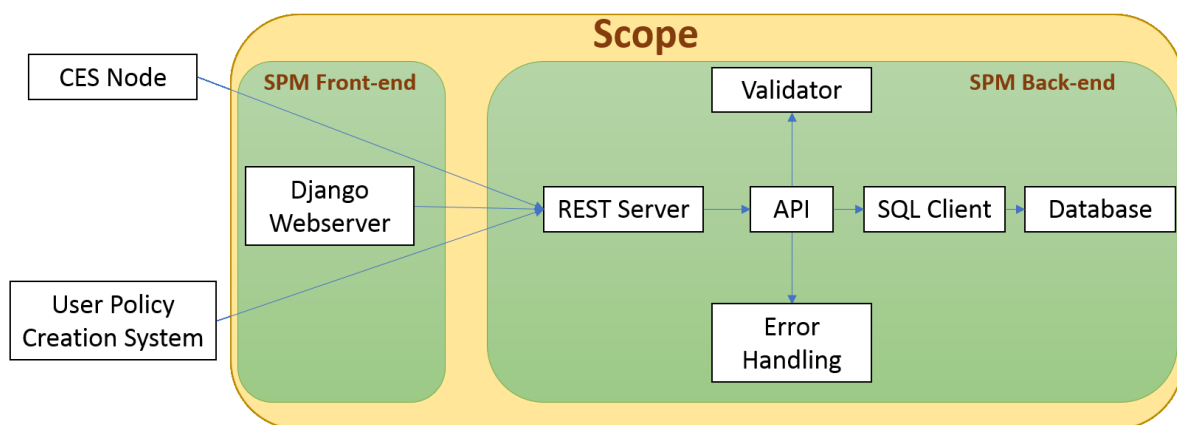 Scope
CES Node
SPM Front-end
Validator
SPM Back-end
Django
Webserver
REST Server
API
SQL Client
Database
User Policy
Creation System
Error
Handling